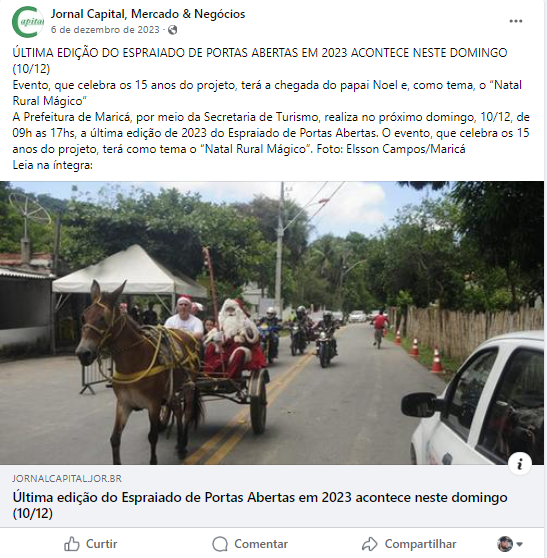 Capital
Jornal Capital, Mercado & Negócios
6 de dezembro de 2023 ·
ÚLTIMA EDIÇÃO DO ESPRAIADO DE PORTAS ABERTAS EM 2023 ACONTECE NESTE DOMINGO
(10/12)
Evento, que celebra os 15 anos do projeto, terá a chegada do papai Noel e, como tema, o “Natal
Rural Mágico”
A Prefeitura de Maricá, por meio da Secretaria de Turismo, realiza no próximo domingo, 10/12, de
09h as 17hs, a última edição de 2023 do Espraiado de Portas Abertas. O evento, que celebra os 15
anos do projeto, terá como tema o “Natal Rural Mágico”. Foto: Elsson Campos/Maricá
Leia na íntegra:
JORNALCAPITAL.JOR.BR
Última edição do Espraiado de Portas Abertas em 2023 acontece neste domingo
(10/12)
Curtir
Comentar
Compartilhar